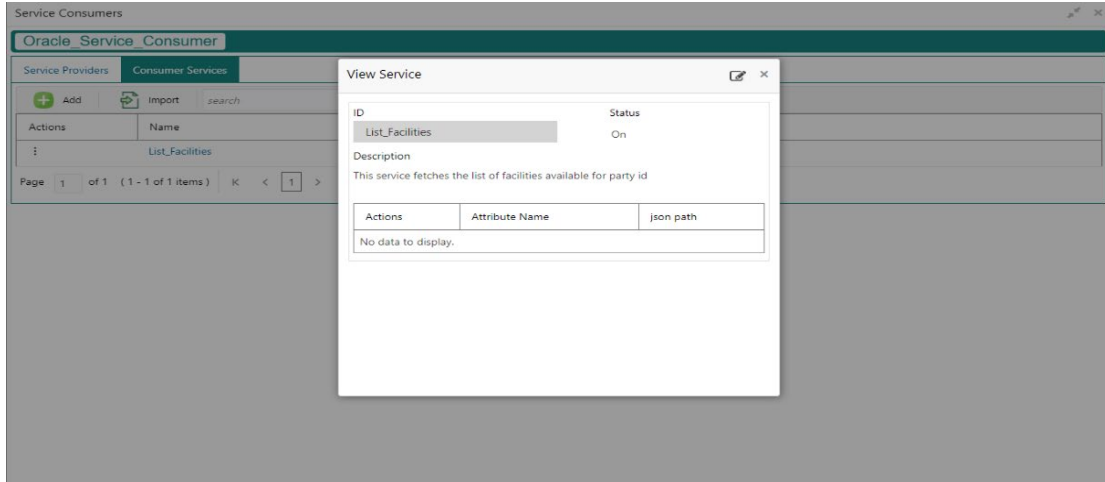 Service Consumers
Oracle_Service_Consumer
Service Providers Consumer Services
Add Import search
Actions Name
List_Facilities
Page 1 of 1 (1 - 1 of 1 items) K < 1 >
View Service
ID Status
List_Facilities On
Description
This service fetches the list of facilities available for party id
Actions Attribute Name json path
No data to display.